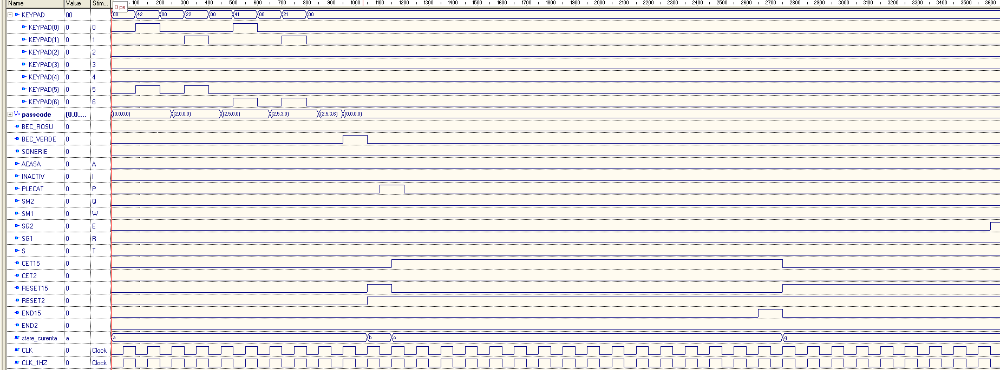 Name Value Stim... 0 ps 100 200 300 400 500 600 700 800 900 1000 1100 1200 1300 1400 1500 1600 1700 1800 1900 2000 2100 2200 2300 2400 2500 2600 2700 2800 2900 3000 3100 3200 3300 3400 3500 3600
KEYPAD 00 00 42 00 22 00 41 00 21 00
KEYPAD(0) 0 0
KEYPAD(1) 0 1
KEYPAD(2) 0 2
KEYPAD(3) 0 3
KEYPAD(4) 0 4
KEYPAD(5) 0 5
KEYPAD(6) 0 6
V= passcode (0,0,... (0,0,0,0) (2,0,0,0) (2,5,0,0) (2,5,3,0) (2,5,3,6) (0,0,0,0)
BEC_ROSU 0
BEC_VERDE 0
SONERIE 0
ACASA 0 A
INACTIV 0 I
PLECAT 0 P
SM2 0 Q
SM1 0 W
SG2 0 E
SG1 0 R
S 0 T
CET15 0
CET2 0
RESET15 0
RESET2 0
END15 0
END2 0
stare_curenta a a b c g
CLK 0 Clock
CLK_1HZ 0 Clock